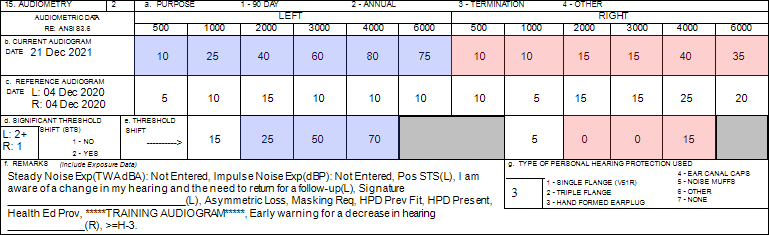 15. AUDIOMETRY 2 a. PURPOSE 1 - 90 DAY 2 - ANNUAL 3 - TERMINATION 4 - OTHER
AUDIOMETRIC DATA LEFT RIGHT
RE: ANSI S3.6 500 1000 2000 3000 4000 6000 500 1000 2000 3000 4000 6000
b. CURRENT AUDIOGRAM
DATE 21 Dec 2021 10 25 40 60 80 75 10 10 15 15 40 35
c. REFERENCE AUDIOGRAM
DATE L: 04 Dec 2020 5 10 15 10 10 10 10 5 15 15 25 20
R: 04 Dec 2020
d. SIGNIFICANT THRESHOLD e. THRESHOLD
SHIFT (STS) SHIFT
L: 2+ 1 - NO ----------> 15 25 50 70 5 0 0 15
R: 1 2 - YES
f. REMARKS (Include Exposure Data)
Steady Noise Exp(TWA dBA): Not Entered, Impulse Noise Exp(dBP): Not Entered, Pos STS(L), I am
aware of a change in my hearing and the need to return for a follow-up(L), Signature
_________________________(L), Asymmetric Loss, Masking Req, HPD Prev Fit, HPD Present,
Health Ed Prov, *****TRAINING AUDIOGRAM*****, Early warning for a decrease in hearing
____________(R), >=H-3.
g. TYPE OF PERSONAL HEARING PROTECTION USED
3
1 - SINGLE FLANGE (V51R)
2 - TRIPLE FLANGE
3 - HAND FORMED EARPLUG
4 - EAR CANAL CAPS
5 - NOISE MUFFS
6 - OTHER
7 - NONE